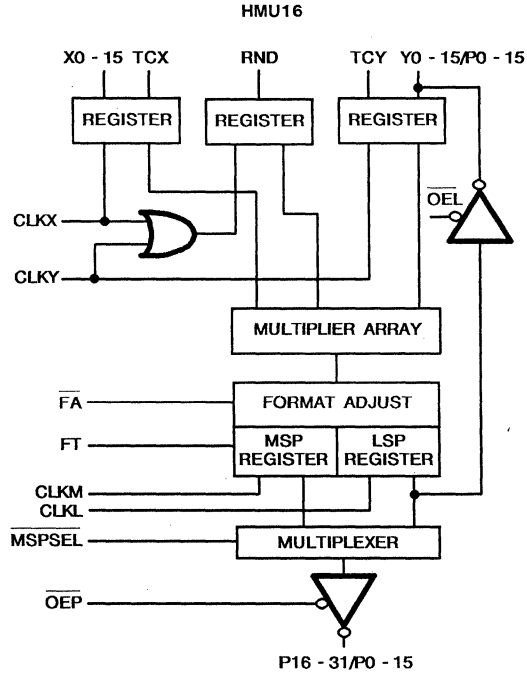 HMU16
X0 - 15 TCX RND TCY Y0 - 15/P0 - 15
REGISTER REGISTER REGISTER
OEL
CLKX
CLKY
MULTIPLIER ARRAY
FA FORMAT ADJUST
FT MSP REGISTER LSP REGISTER
CLKM
CLKL
MSPSEL MULTIPLEXER
OEP
P16 - 31/P0 - 15